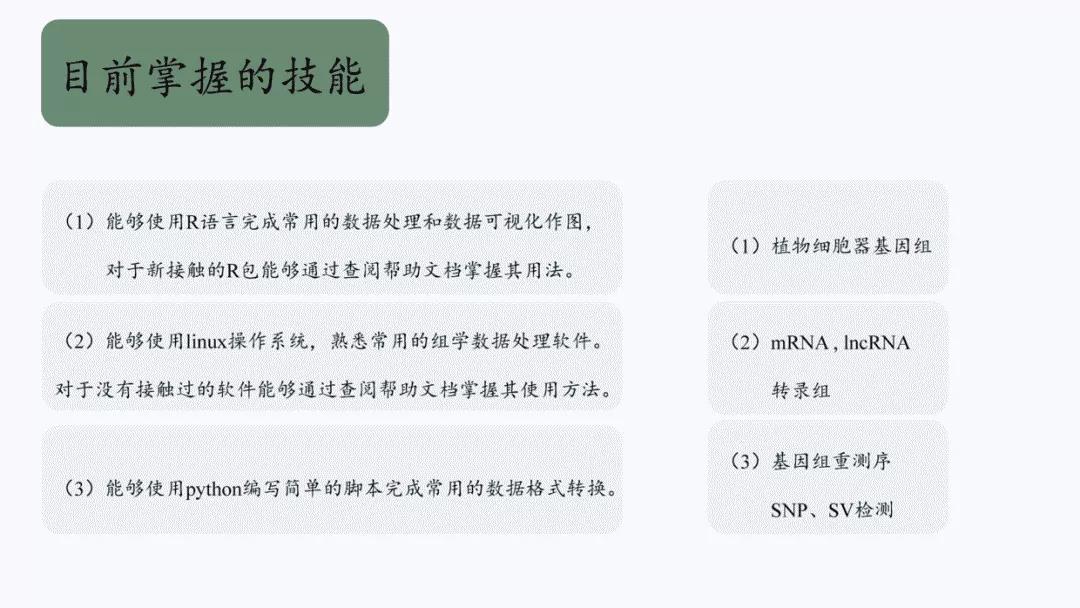 目前掌握的技能
（1）能够使用R语言完成常用的数据处理和数据可视化作图，
对于新接触的R包能够通过查阅帮助文档掌握其用法。
（2）能够使用linux操作系统，熟悉常用的组学数据处理软件。
对于没有接触过的软件能够通过查阅帮助文档掌握其使用方法。
（3）能够使用python编写简单的脚本完成常用的数据格式转换。
（1）植物细胞器基因组
（2）mRNA , lncRNA
转录组
（3）基因组重测序
SNP、SV检测